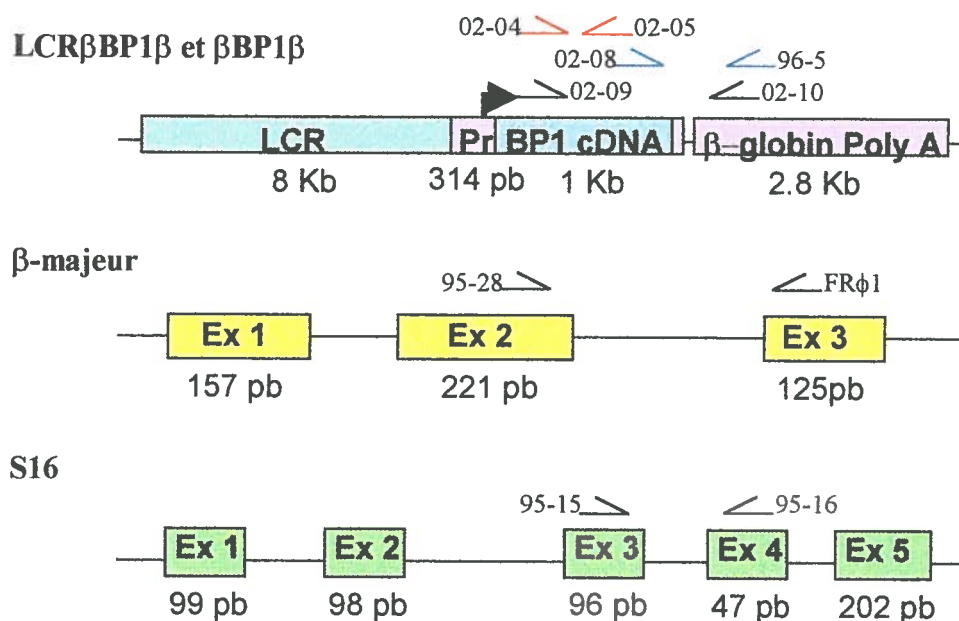 02-04 02-05
LCRβBP1β et βBP1β
02-08 96-5
02-09 02-10
LCR Pr BP1 cDNA β–globin Poly A
8 Kb 314 pb 1 Kb 2.8 Kb
β-majeur
95-28 FRϕ1
Ex 1 Ex 2 Ex 3
157 pb 221 pb 125pb
S16
95-15 95-16
Ex 1 Ex 2 Ex 3 Ex 4 Ex 5
99 pb 98 pb 96 pb 47 pb 202 pb